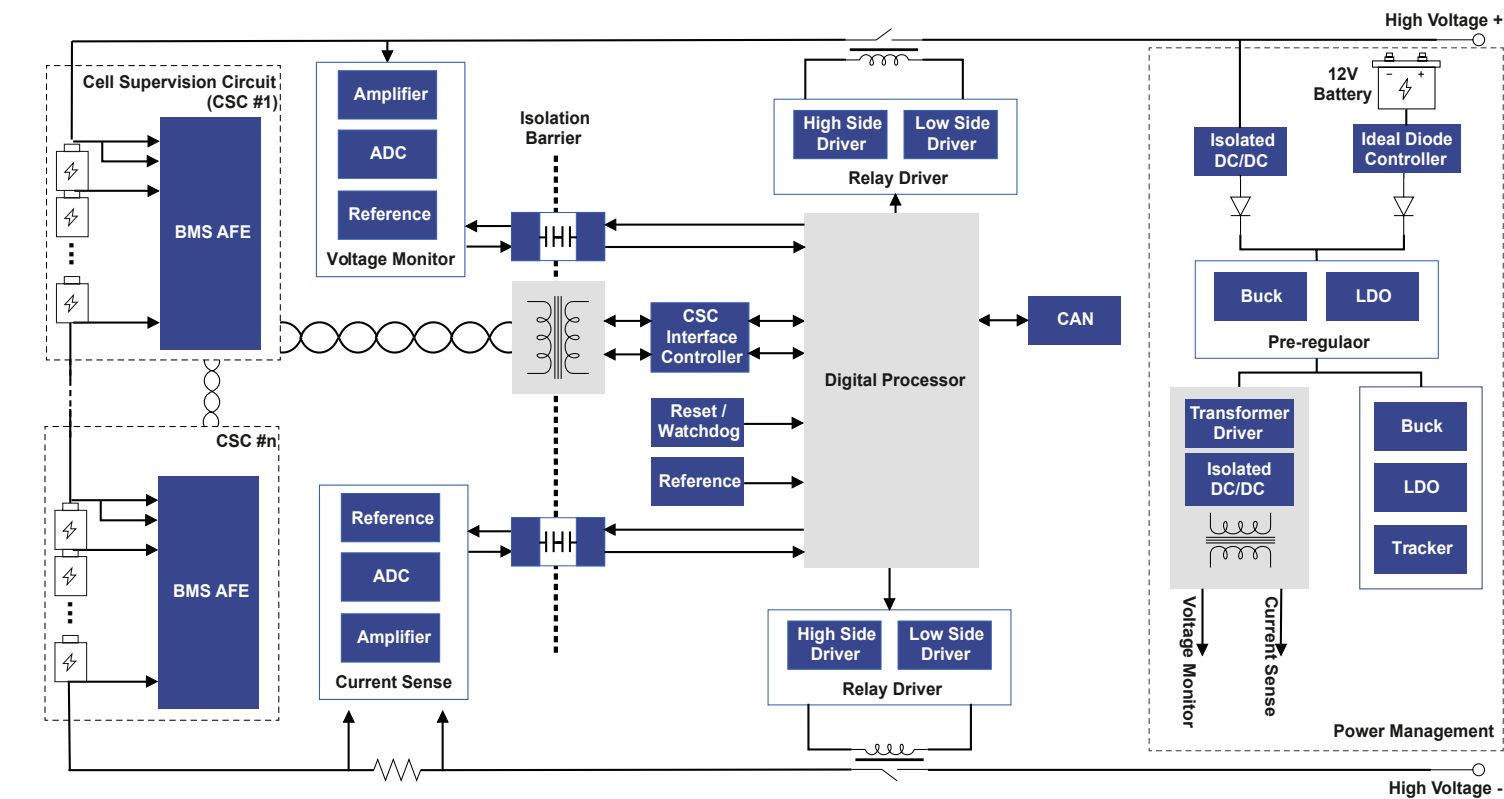 High Voltage +
Cell Supervision Circuit
(CSC #1)
BMS AFE
Amplifier
ADC
Reference
Voltage Monitor
Isolation
Barrier
High Side
Driver
Low Side
Driver
Relay Driver
12V
Battery
- +
Isolated
DC/DC
Ideal Diode
Controller
Buck
LDO
Pre-regulaor
CSC
Interface
Controller
Digital Processor
CAN
Reset /
Watchdog
Reference
Transformer
Driver
Isolated
DC/DC
Buck
LDO
Tracker
Voltage Monitor
Current Sense
Power Management
CSC #n
BMS AFE
Reference
ADC
Amplifier
Current Sense
High Side
Driver
Low Side
Driver
Relay Driver
High Voltage -